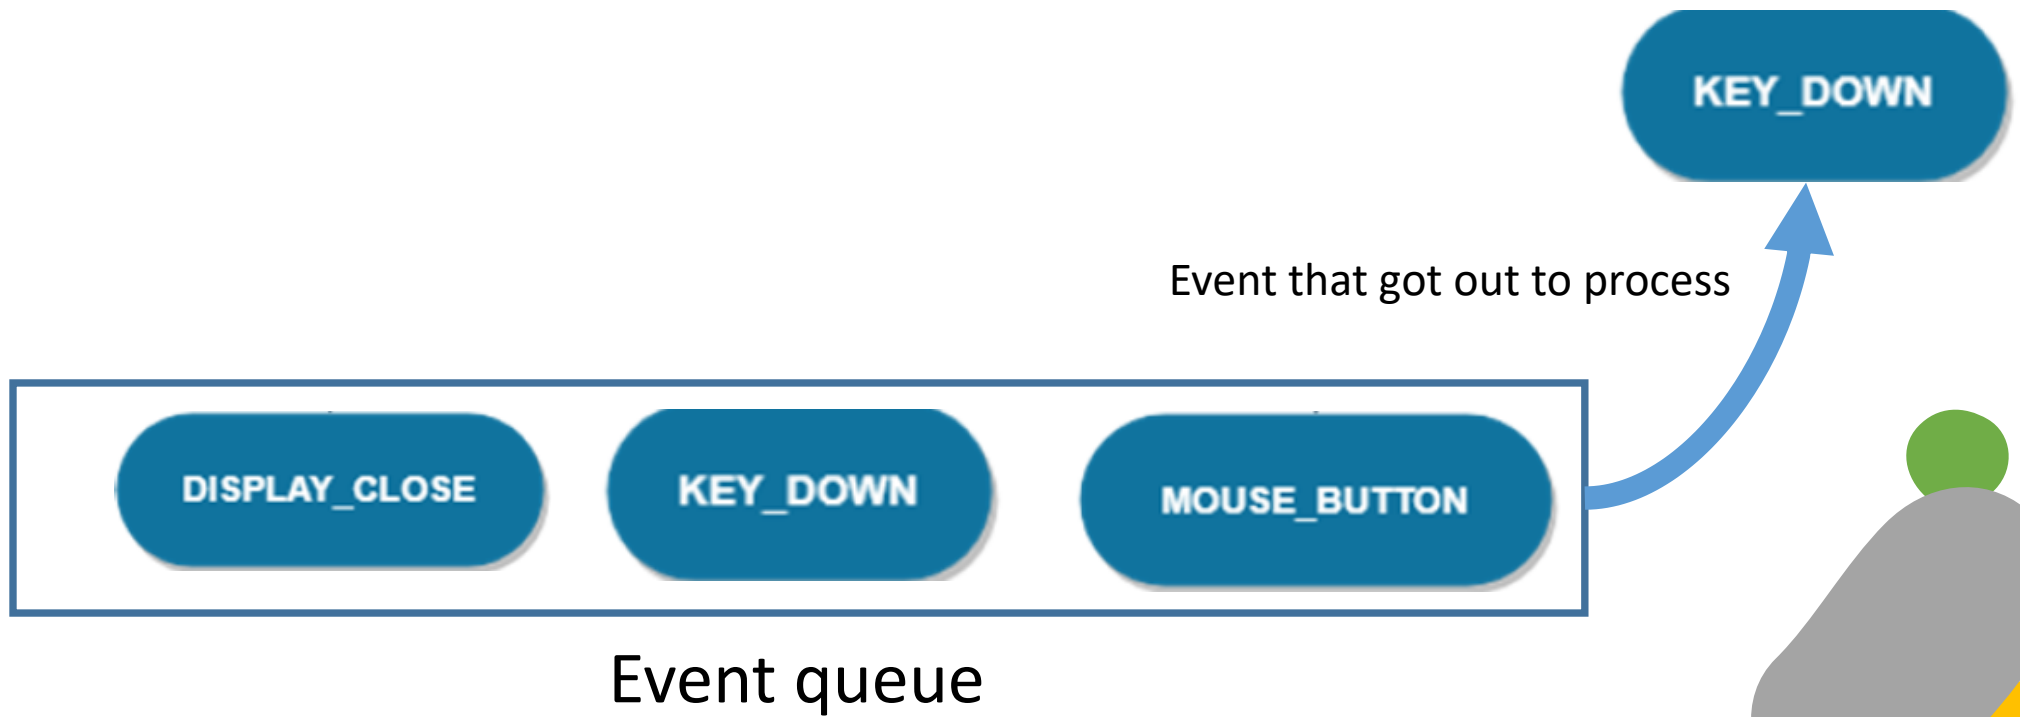 KEY_DOWN
Event that got out to process
DISPLAY_CLOSE
KEY_DOWN
MOUSE_BUTTON
Event queue